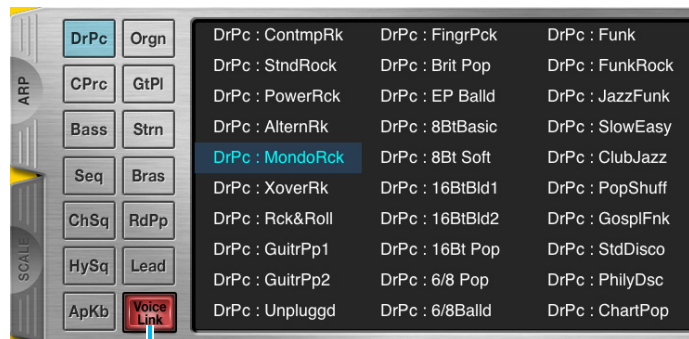 ARP
SCALE
DrPc Orgn
CPrc GtPl
Bass Strn
Seq Bras
ChSq RdPp
HySq Lead
ApKb Voice
Link
DrPc : ContmpRk DrPc : FingrPck DrPc : Funk
DrPc : StndRock DrPc : Brit Pop DrPc : FunkRock
DrPc : PowerRck DrPc : EP Balld DrPc : JazzFunk
DrPc : AlternRk DrPc : 8BtBasic DrPc : SlowEasy
DrPc : MondoRck DrPc : 8Bt Soft DrPc : ClubJazz
DrPc : XoverRk DrPc : 16BtBld1 DrPc : PopShuff
DrPc : Rck&Roll DrPc : 16BtBld2 DrPc : GosplFnk
DrPc : GuitrPp1 DrPc : 16Bt Pop DrPc : StdDisco
DrPc : GuitrPp2 DrPc : 6/8 Pop DrPc : PhilyDsc
DrPc : Unpluggd DrPc : 6/8Balld DrPc : ChartPop